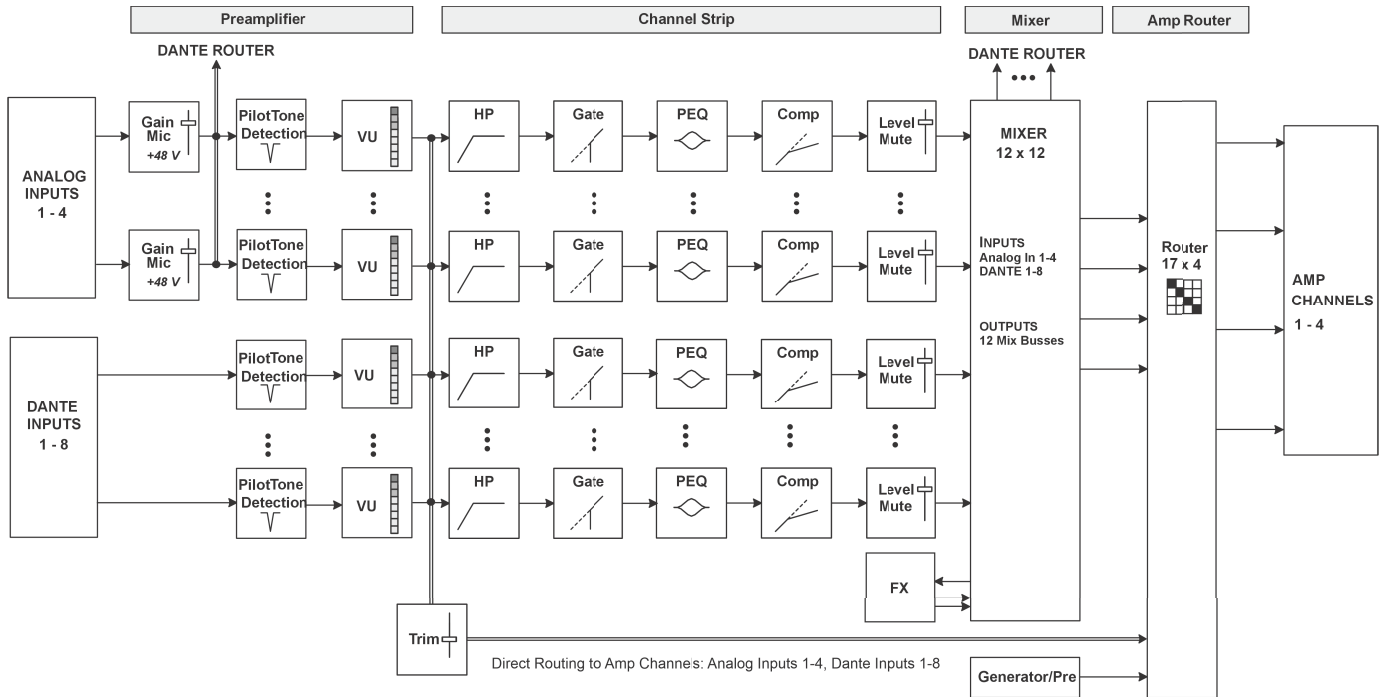 Preamplifier
Channel Strip
Mixer
Amp Router
DANTE ROUTER
DANTE ROUTER
ANALOG
INPUTS
1 - 4
Gain
Mic
+48 V
PilotTone
Detection
VU
HP
Gate
PEQ
Comp
Level
Mute
MIXER
12 x 12
Gain
Mic
+48 V
PilotTone
Detection
VU
HP
Gate
PEQ
Comp
Level
Mute
INPUTS
Analog In 1-4
DANTE 1-8
OUTPUTS
12 Mix Busses
Router
17 x 4
AMP
CHANNELS
1 - 4
DANTE
INPUTS
1 - 8
PilotTone
Detection
VU
HP
Gate
PEQ
Comp
Level
Mute
PilotTone
Detection
VU
HP
Gate
PEQ
Comp
Level
Mute
FX
Trim
Direct Routing to Amp Channels: Analog Inputs 1-4, Dante Inputs 1-8
Generator/Pre